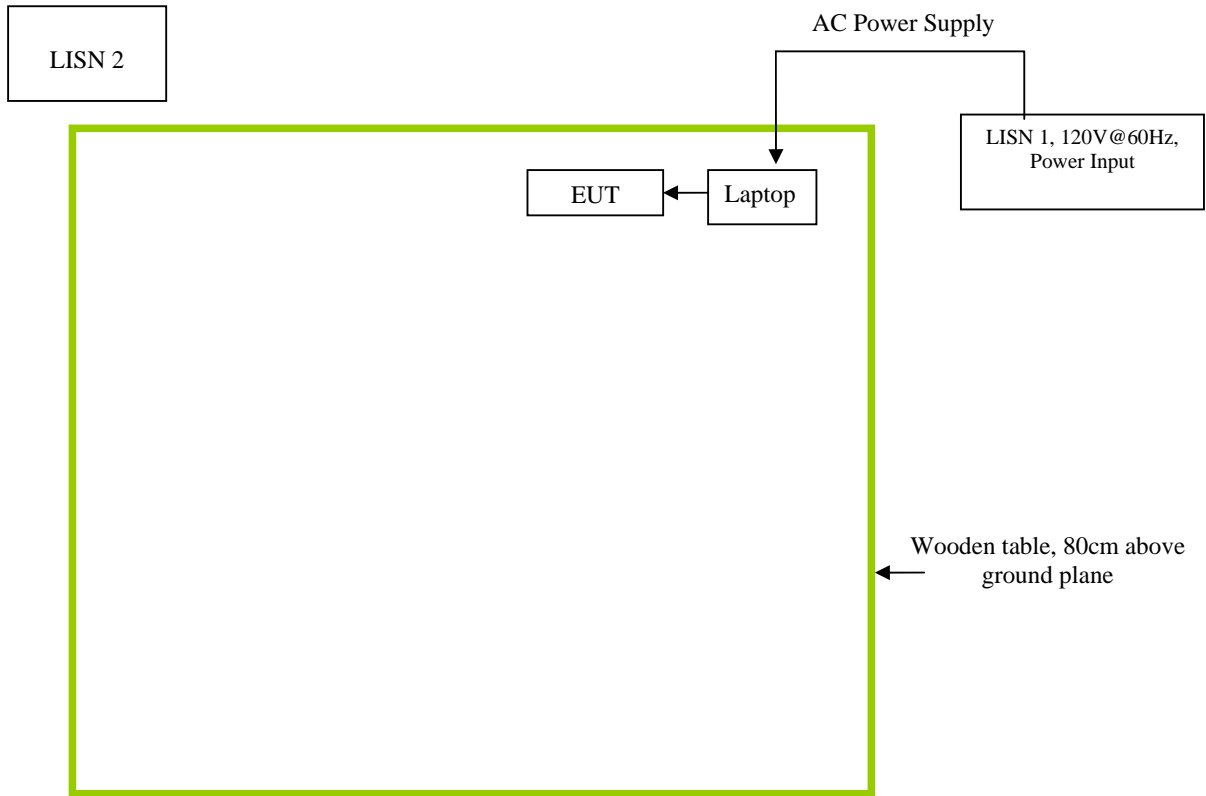 AC Power Supply
LISN 2
LISN 1, 120V@60Hz,
Power Input
EUT
Laptop
Wooden table, 80cm above
ground plane